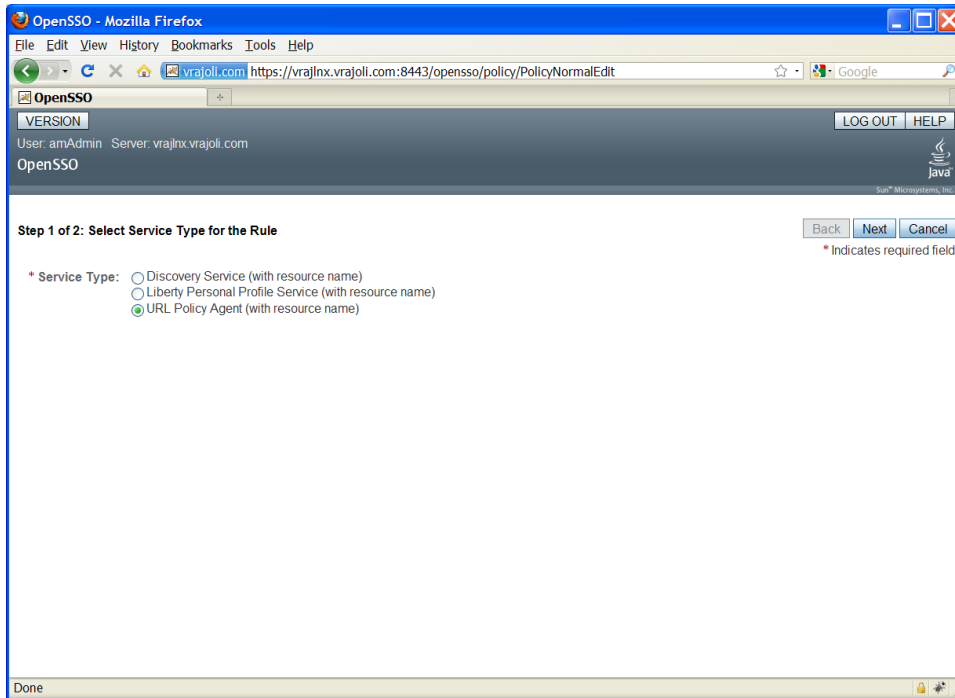 OpenSSO - Mozilla Firefox
File Edit View History Bookmarks Tools Help
vrajoli.com https://vrajlnx.vrajoli.com:8443/opensso/policy/PolicyNormalEdit Google
OpenSSO
VERSION LOG OUT HELP
User: amAdmin Server: vrajlnx.vrajoli.com
OpenSSO
Java
Sun™ Microsystems, Inc.
Step 1 of 2: Select Service Type for the Rule Back Next Cancel
* Indicates required field
* Service Type: Discovery Service (with resource name)
Liberty Personal Profile Service (with resource name)
URL Policy Agent (with resource name)
Done